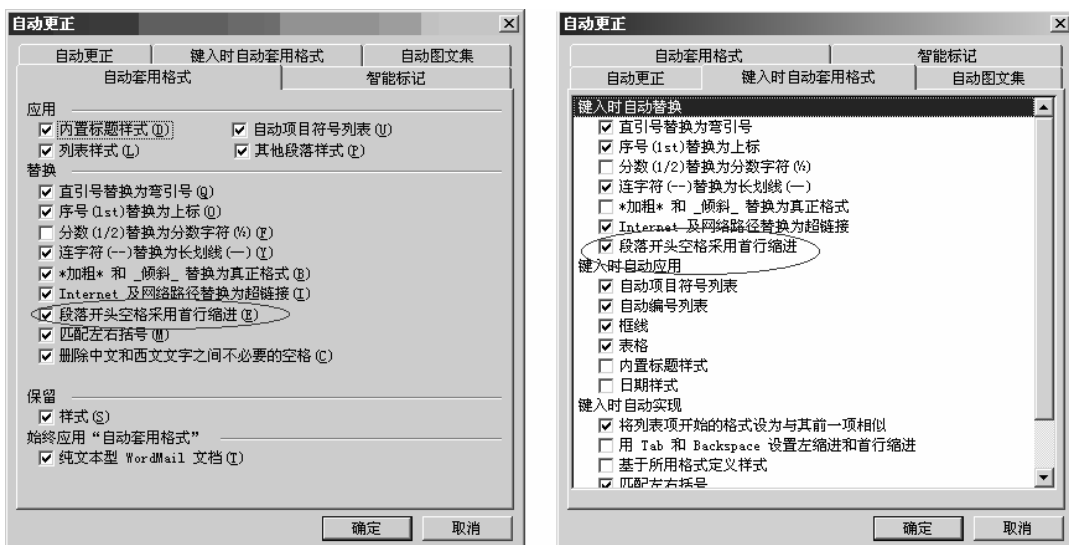 自动更正
自动更正 键入时自动套用格式 自动图文集
自动套用格式 智能标记
应用
内置标题样式(D) 自动项目符号列表(U)
列表样式(L) 其他段落样式(P)
替换
直引号替换为弯引号(Q)
序号(1st)替换为上标(O)
分数(1/2)替换为分数字符(½)(F)
连字符(--)替换为长划线(—)(Y)
*加粗* 和 _倾斜_ 替换为真正格式(B)
Internet 及网络路径替换为超链接(I)
段落开头空格采用首行缩进(E)
匹配左右括号(M)
删除中文和西文文字之间不必要的空格(C)
保留
样式(S)
始终应用“自动套用格式”
纯文本型 WordMail 文档(T)
确定 取消
自动更正
自动套用格式 智能标记
自动更正 键入时自动套用格式 自动图文集
键入时自动替换
直引号替换为弯引号
序号(1st)替换为上标
分数(1/2)替换为分数字符(½)
连字符(--)替换为长划线(—)
*加粗* 和 _倾斜_ 替换为真正格式
Internet 及网络路径替换为超链接
段落开头空格采用首行缩进
键入时自动应用
自动项目符号列表
自动编号列表
框线
表格
内置标题样式
日期样式
键入时自动实现
将列表项开始的格式设为与其前一项相似
用 Tab 和 Backspace 设置左缩进和首行缩进
基于所用格式定义样式
匹配左右括号
确定 取消